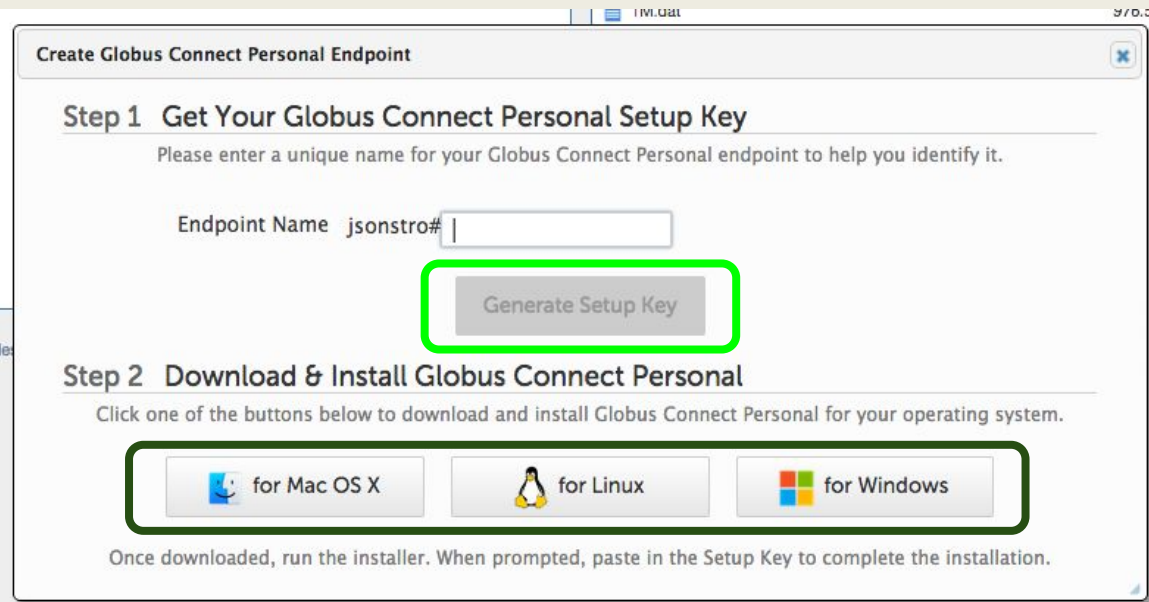 1M.dat 976.5
Create Globus Connect Personal Endpoint
Step 1 Get Your Globus Connect Personal Setup Key
Please enter a unique name for your Globus Connect Personal endpoint to help you identify it.
Endpoint Name jsonstro#
Generate Setup Key
Step 2 Download & Install Globus Connect Personal
Click one of the buttons below to download and install Globus Connect Personal for your operating system.
for Mac OS X for Linux for Windows
Once downloaded, run the installer. When prompted, paste in the Setup Key to complete the installation.